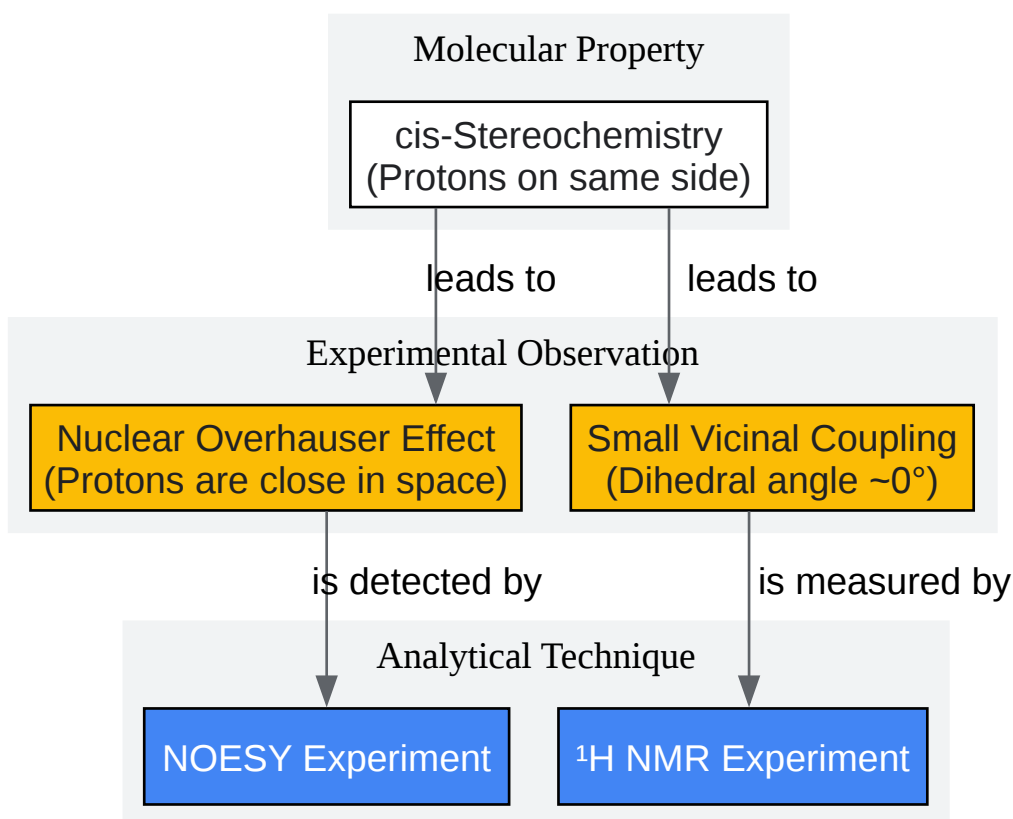 Molecular Property
cis-Stereochemistry
(Protons on same side)
leads to
leads to
Experimental Observation
Nuclear Overhauser Effect
(Protons are close in space)
Small Vicinal Coupling
(Dihedral angle ~0°)
is detected by
is measured by
Analytical Technique
NOESY Experiment
¹H NMR Experiment